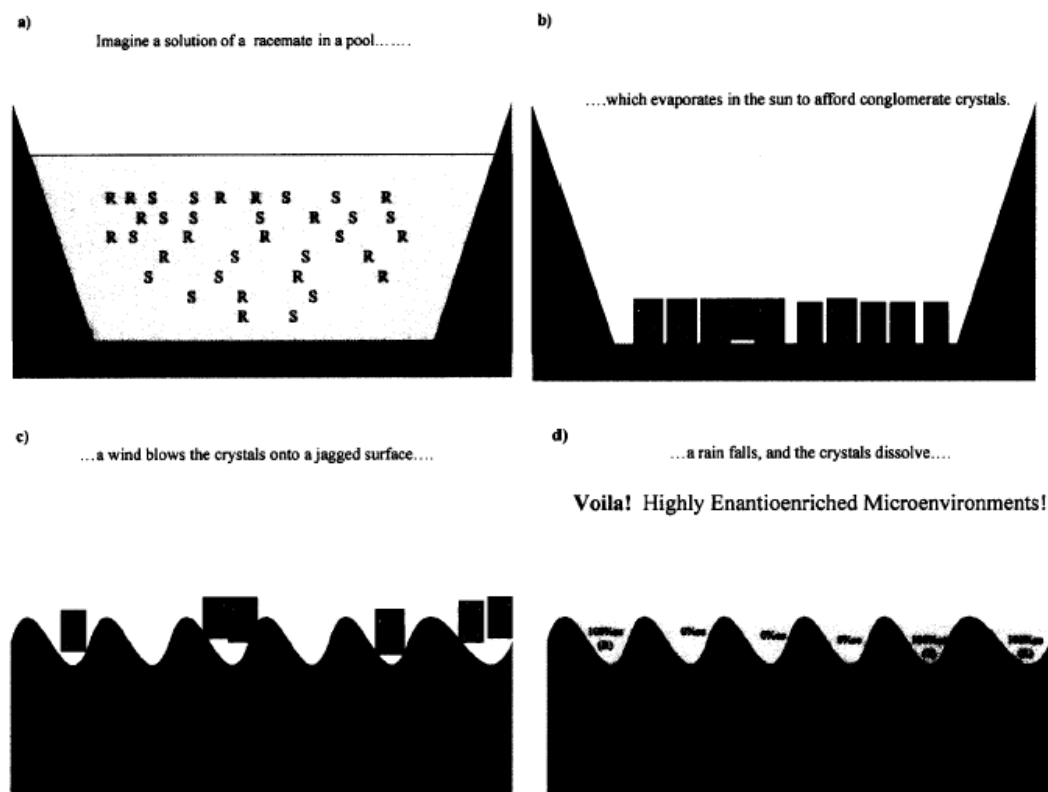 a)
Imagine a solution of a racemate in a pool.......
R R S S R R S S R
R S S S R S S
R S R R S R
R S S R
S S R R
S R S
R S
b)
....which evaporates in the sun to afford conglomerate crystals.
c)
...a wind blows the crystals onto a jagged surface....
d)
...a rain falls, and the crystals dissolve....
Voila! Highly Enantioenriched Microenvironments!